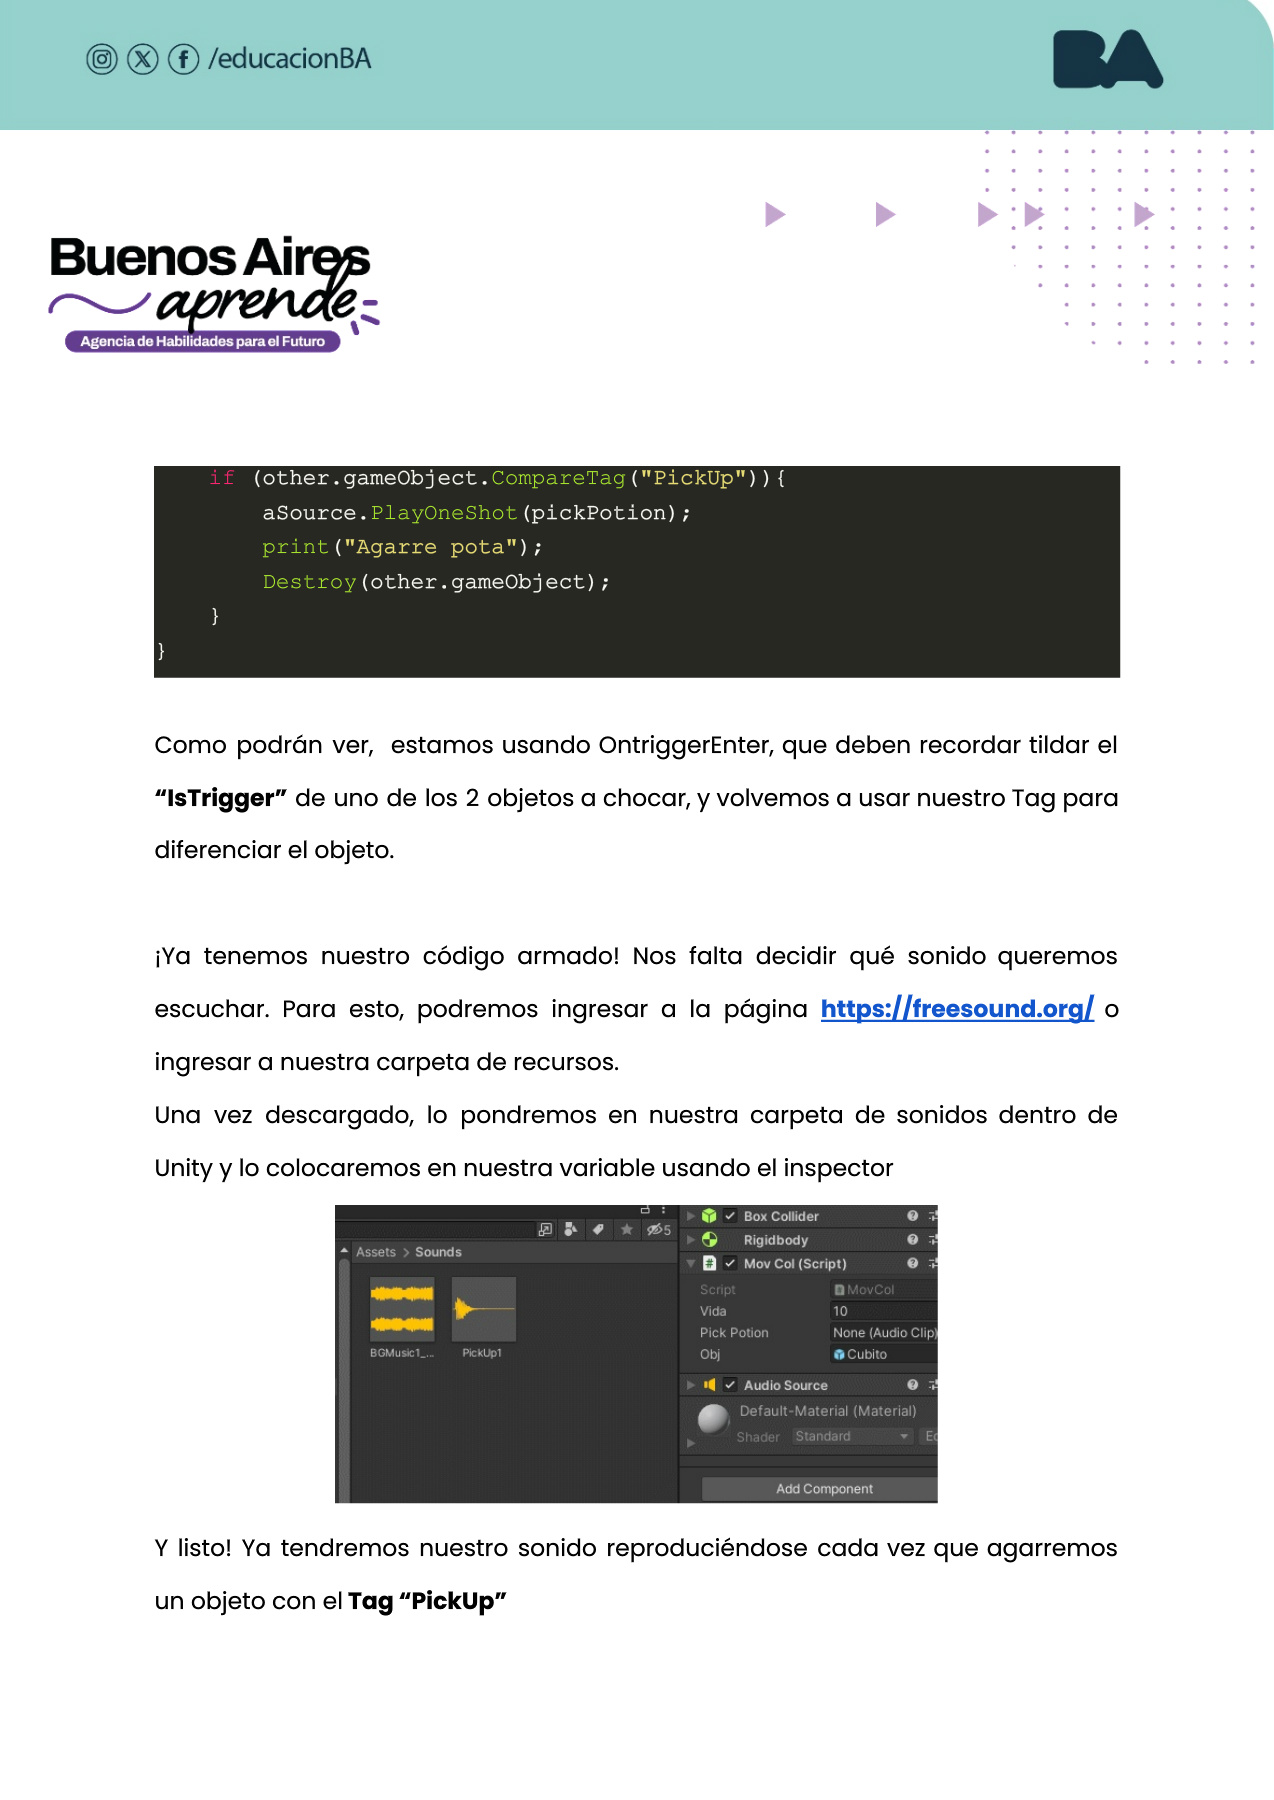 /educacionBA
BA
Buenos Aires
aprende
Agencia de Habilidades para el Futuro
if (other.gameObject.CompareTag("PickUp")){
aSource.PlayOneShot(pickPotion);
print("Agarre pota");
Destroy(other.gameObject);
}
}
Como podrán ver,  estamos usando OntriggerEnter, que deben recordar tildar el
“IsTrigger” de uno de los 2 objetos a chocar, y volvemos a usar nuestro Tag para
diferenciar el objeto.
¡Ya tenemos nuestro código armado! Nos falta decidir qué sonido queremos
escuchar. Para esto, podremos ingresar a la página https://freesound.org/ o
ingresar a nuestra carpeta de recursos.
Una vez descargado, lo pondremos en nuestra carpeta de sonidos dentro de
Unity y lo colocaremos en nuestra variable usando el inspector
5
Assets > Sounds
BGMusic1_...
PickUp1
Box Collider
Rigidbody
Mov Col (Script)
Script MovCol
Vida 10
Pick Potion None (Audio Clip)
Obj Cubito
Audio Source
Default-Material (Material)
Shader Standard Ec
Add Component
Y listo! Ya tendremos nuestro sonido reproduciéndose cada vez que agarremos
un objeto con el Tag “PickUp”